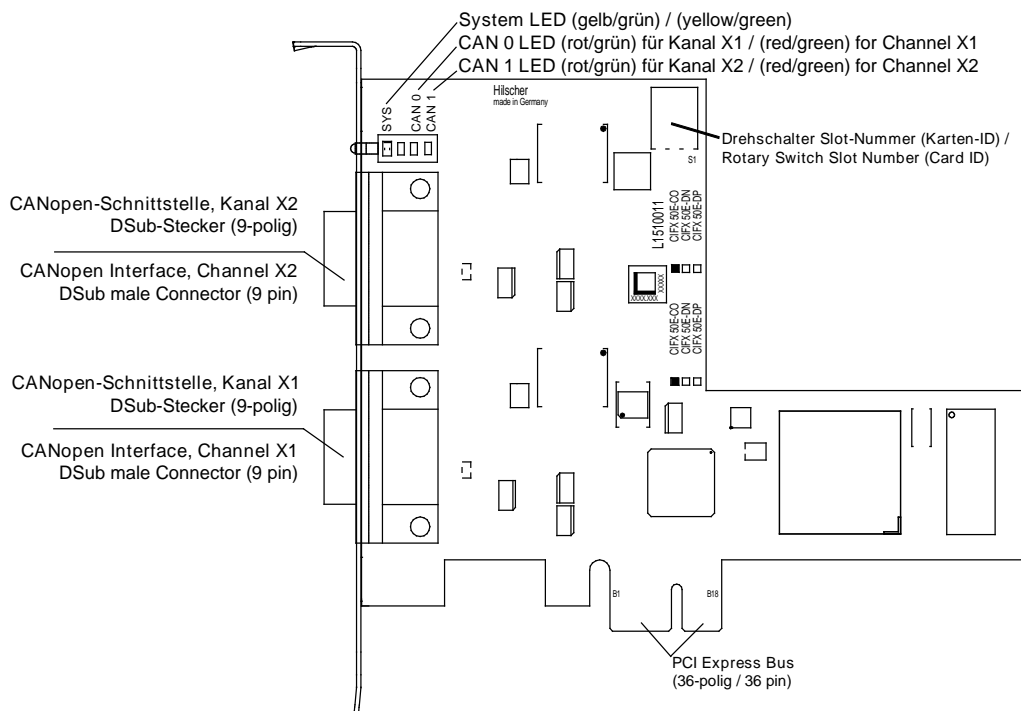 System LED (gelb/grün) / (yellow/green)
CAN 0 LED (rot/grün) für Kanal X1 / (red/green) for Channel X1
CAN 1 LED (rot/grün) für Kanal X2 / (red/green) for Channel X2
SYS
CAN 0
CAN 1
Hilscher
made in Germany
Drehschalter Slot-Nummer (Karten-ID) /
Rotary Switch Slot Number (Card ID)
S1
CANopen-Schnittstelle, Kanal X2
DSub-Stecker (9-polig)
CANopen Interface, Channel X2
DSub male Connector (9 pin)
L1510011
CIFX 50E-CO
CIFX 50E-DN
CIFX 50E-DP
XXXXX
XXXXXXX
CIFX 50E-CO
CIFX 50E-DN
CIFX 50E-DP
CANopen-Schnittstelle, Kanal X1
DSub-Stecker (9-polig)
CANopen Interface, Channel X1
DSub male Connector (9 pin)
B1
B18
PCI Express Bus
(36-polig / 36 pin)